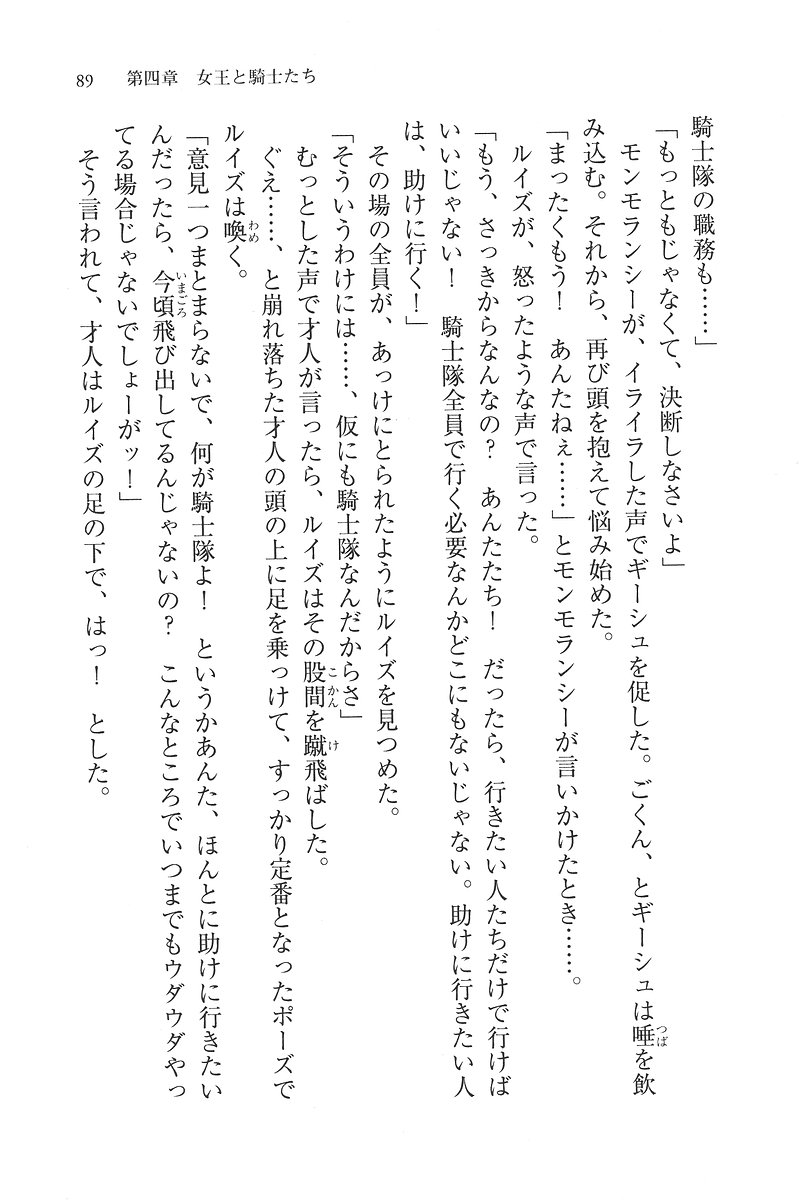 89　第四章　女王と騎士たち
騎士隊の職務も……」
「もっともじゃなくて、決断しなさいよ」
　モンモランシーが、イライラした声でギーシュを促した。ごくん、とギーシュは唾を飲
み込む。それから、再び頭を抱えて悩み始めた。
「まったくもう！　あんたねぇ……」とモンモランシーが言いかけたとき……。
　ルイズが、怒ったような声で言った。
「もう、さっきからなんなの？　あんたたち！　だったら、行きたい人たちだけで行けば
いいじゃない！　騎士隊全員で行く必要なんかどこにもないじゃない。助けに行きたい人
は、助けに行く！」
　その場の全員が、あっけにとられたようにルイズを見つめた。
「そういうわけには……、仮にも騎士隊なんだからさ」
　むっとした声で才人が言ったら、ルイズはその股間を蹴飛ばした。
　ぐえ……、と崩れ落ちた才人の頭の上に足を乗っけて、すっかり定番となったポーズで
ルイズは喚く。
「意見一つまとまらないで、何が騎士隊よ！　というかあんた、ほんとに助けに行きたい
んだったら、今頃飛び出してるんじゃないの？　こんなところでいつまでもウダウダやっ
てる場合じゃないでしょーがッ！」
　そう言われて、才人はルイズの足の下で、はっ！　とした。